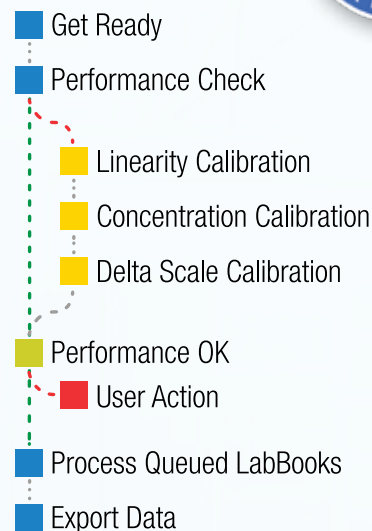 Get Ready
Performance Check
Linearity Calibration
Concentration Calibration
Delta Scale Calibration
Performance OK
User Action
Process Queued LabBooks
Export Data